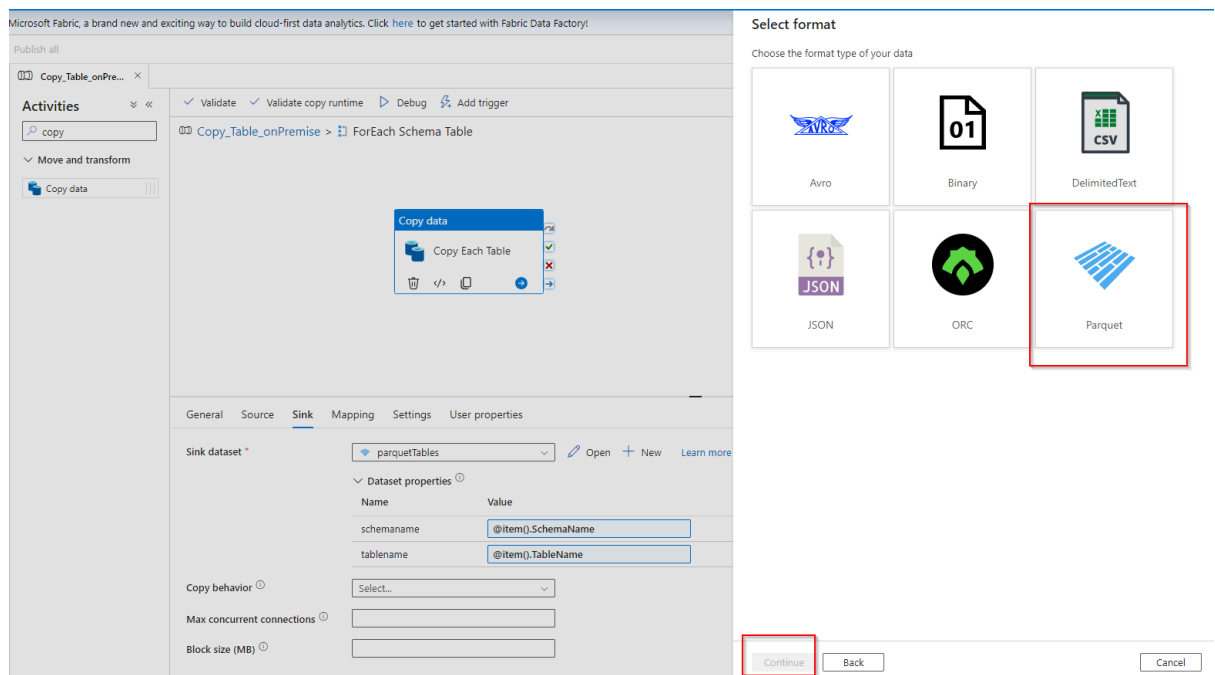 Microsoft Fabric, a brand new and exciting way to build cloud-first data analytics. Click here to get started with Fabric Data Factory!
Publish all
Copy_Table_onPre...
Activities
copy
Move and transform
Copy data
Validate Validate copy runtime Debug Add trigger
Copy_Table_onPremise > ForEach Schema Table
Copy data
Copy Each Table
General Source Sink Mapping Settings User properties
Sink dataset *
parquetTables
Open New Learn more
Dataset properties
Name Value
schemaname @item().SchemaName
tablename @item().TableName
Copy behavior
Select...
Max concurrent connections
Block size (MB)
Select format
Choose the format type of your data
AVRO
01
CSV
Avro Binary DelimitedText
{:}
JSON
JSON ORC Parquet
Continue Back Cancel